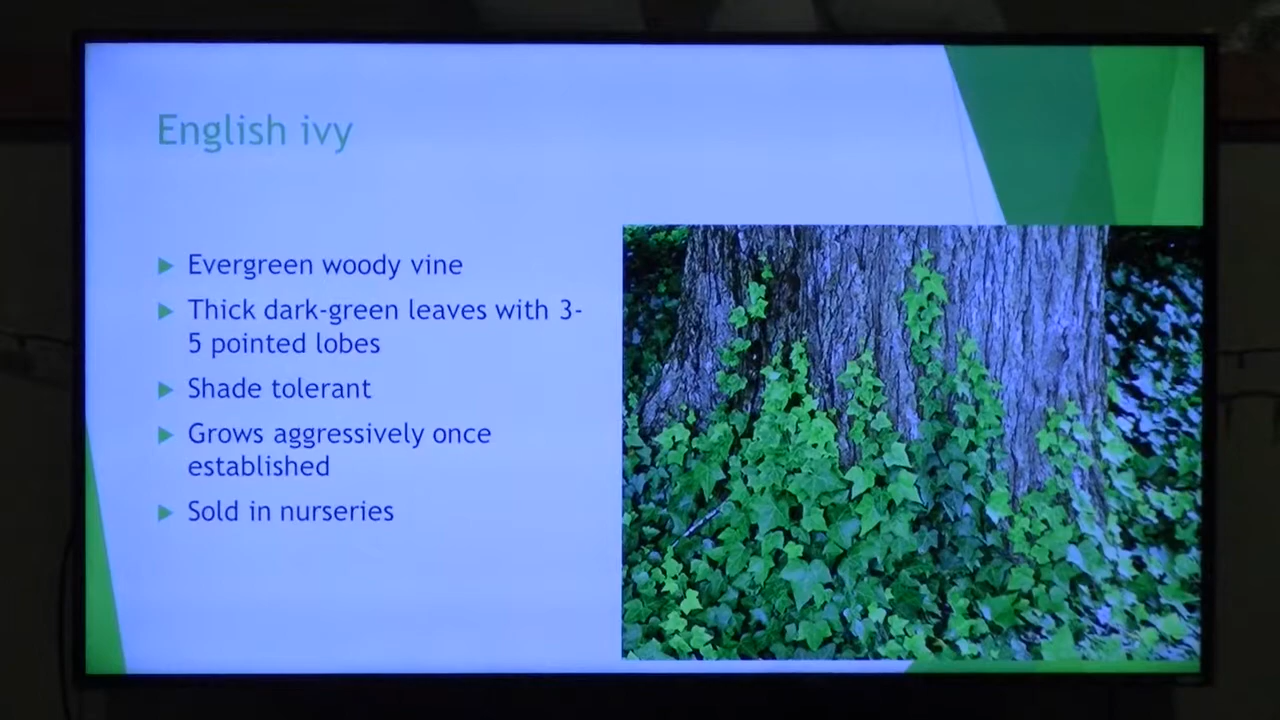 English ivy
Evergreen woody vine
Thick dark-green leaves with 3-
5 pointed lobes
Shade tolerant
Grows aggressively once
established
Sold in nurseries